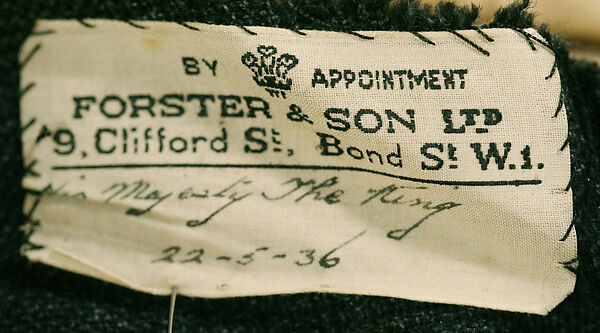 BY APPOINTMENT
FORSTER & SON LTD
9, Clifford St., Bond St W.1.
His Majesty The King
22-5-36